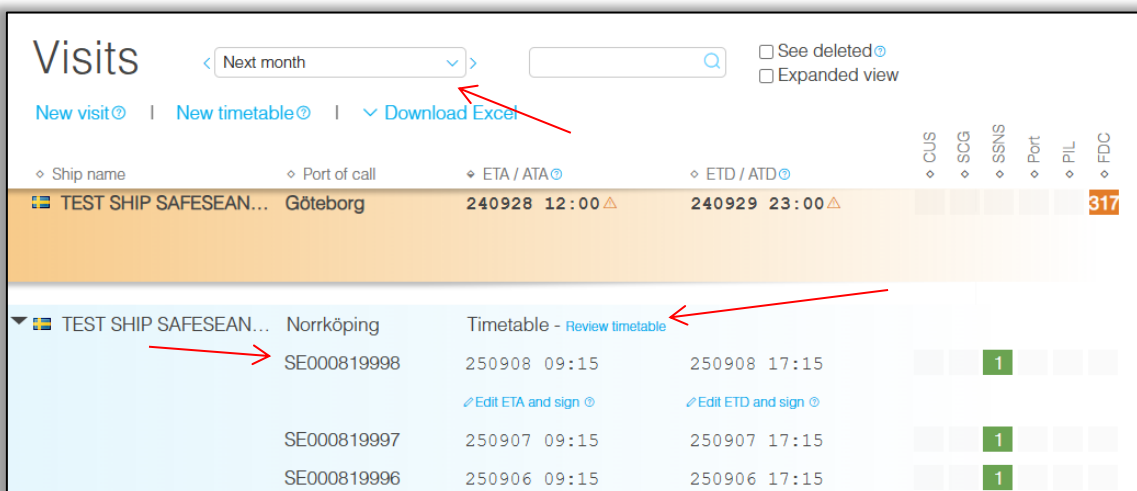 Visits
Next month
See deleted
Expanded view
New visit | New timetable | Download Excel
CUS SCG SSNS Port PIL FDC
Ship name Port of call ETA / ATA ETD / ATD
TEST SHIP SAFESEAN... Göteborg 240928 12:00 240929 23:00 317
TEST SHIP SAFESEAN... Norrköping Timetable - Review timetable
SE000819998 250908 09:15 250908 17:15 1
Edit ETA and sign Edit ETD and sign
SE000819997 250907 09:15 250907 17:15 1
SE000819996 250906 09:15 250906 17:15 1